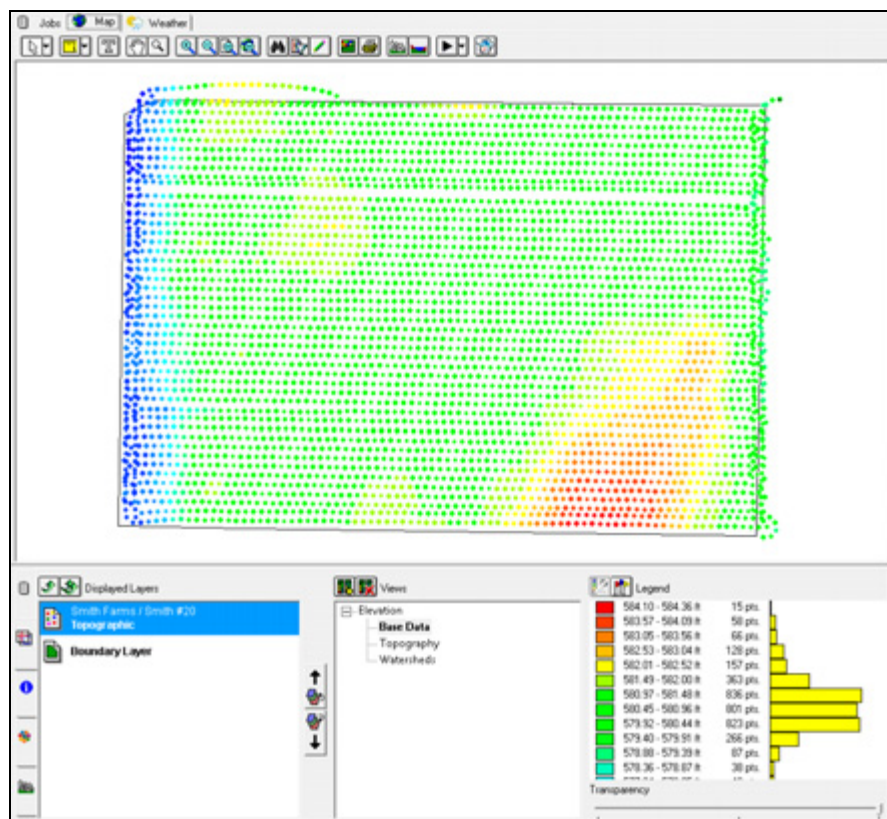 Jobs Map Weather
Displayed Layers
Smith Farms / Smith #20
Topographic
Boundary Layer
Views
Elevation
Base Data
Topography
Watersheds
Legend
584.10 - 584.36 ft 15 pts.
583.57 - 584.09 ft 58 pts.
583.05 - 583.56 ft 66 pts.
582.53 - 583.04 ft 128 pts.
582.01 - 582.52 ft 157 pts.
581.49 - 582.00 ft 363 pts.
580.97 - 581.48 ft 836 pts.
580.45 - 580.96 ft 801 pts.
579.92 - 580.44 ft 823 pts.
579.40 - 579.91 ft 266 pts.
578.88 - 579.39 ft 87 pts.
578.36 - 578.87 ft 38 pts.
Transparency